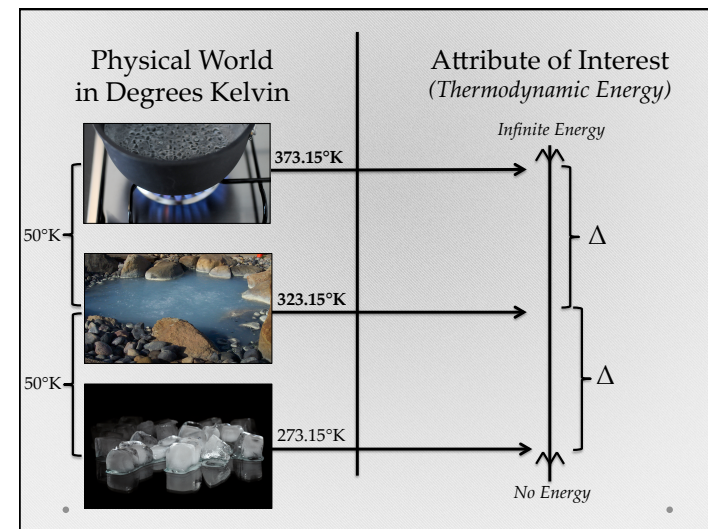 Physical World
in Degrees Kelvin
Attribute of Interest
(Thermodynamic Energy)
Infinite Energy
373.15°K
50°K
Δ
323.15°K
50°K
Δ
273.15°K
No Energy